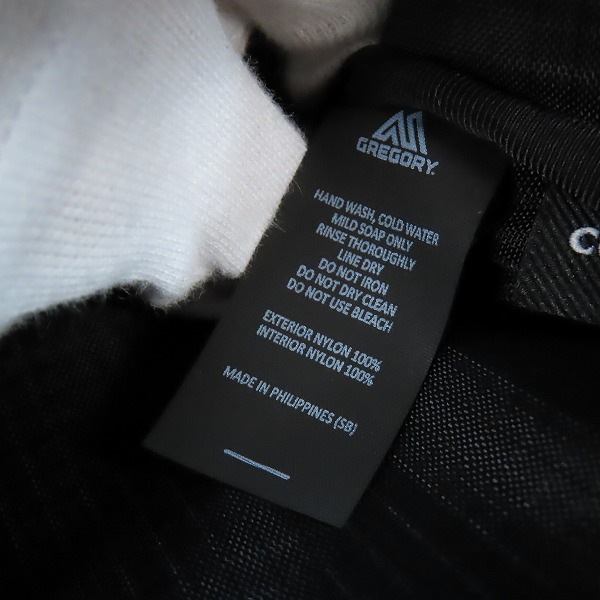 GREGORY.
HAND WASH, COLD WATER
MILD SOAP ONLY
RINSE THOROUGHLY
LINE DRY
DO NOT IRON
DO NOT DRY CLEAN
DO NOT USE BLEACH
EXTERIOR NYLON 100%
INTERIOR NYLON 100%
MADE IN PHILIPPINES (SB)